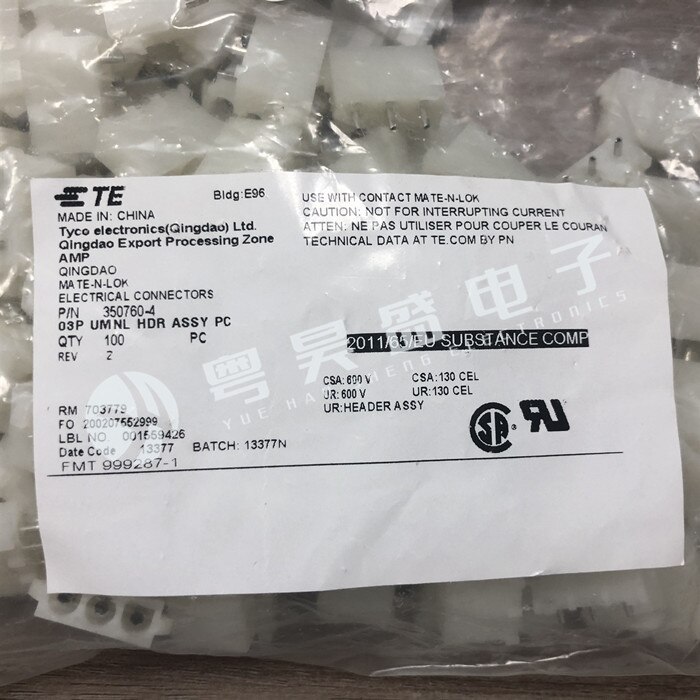 TE
Bldg:E96
MADE IN: CHINA
Tyco electronics(Qingdao) Ltd.
Qingdao Export Processing Zone
AMP
QINGDAO
MATE-N-LOK
ELECTRICAL CONNECTORS
P/N 350760-4
03P UMNL HDR ASSY PC
QTY 100 PC
REV 2
RM 703779
FO 200207552999
LBL NO. 001559426
Date Code 13377 BATCH: 13377N
FMT 999287-1
USE WITH CONTACT MATE-N-LOK
CAUTION: NOT FOR INTERRUPTING CURRENT
ATTEN: NE PAS UTILISER POUR COUPER LE COURAN
TECHNICAL DATA AT TE.COM BY PN
2011/65/EU SUBSTANCE COMP
CSA: 600 V CSA: 130 CEL
UR: 600 V UR: 130 CEL
UR:HEADER ASSY
SA
UR
粤昊盛电子